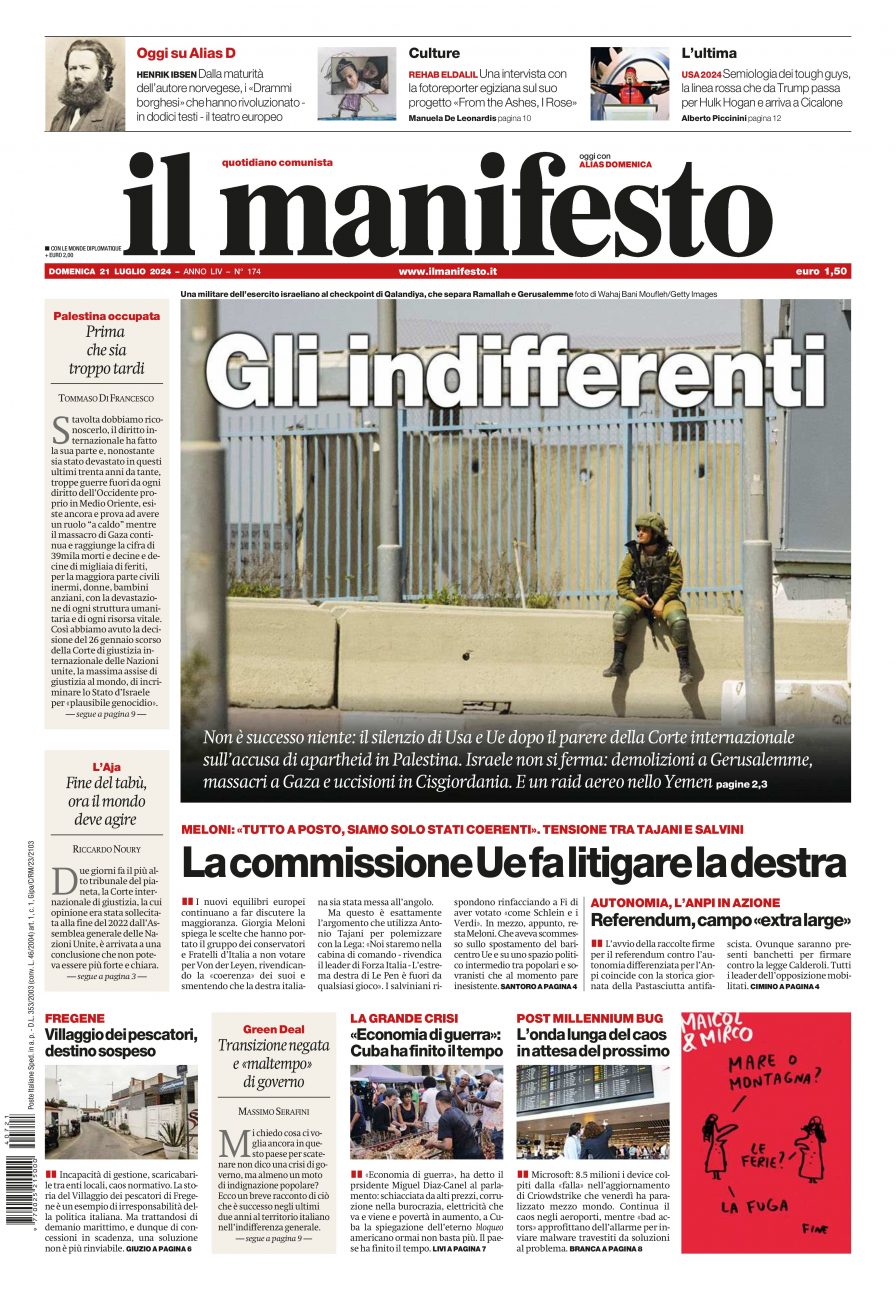 Oggi su Alias D
HENRIK IBSEN Dalla maturità
dell'autore norvegese, i «Drammi
borghesi» che hanno rivoluzionato -
in dodici testi - il teatro europeo
Culture
REHAB ELDALIL Una intervista con
la fotoreporter egiziana sul suo
progetto «From the Ashes, I Rose»
Manuela De Leonardis pagina 10
L'ultima
USA 2024 Semiologia dei tough guys,
la linea rossa che da Trump passa
per Hulk Hogan e arriva a Cicalone
Alberto Piccinini pagina 12
quotidiano comunista
oggi con
ALIAS DOMENICA
il manifesto
■ CON LE MONDE DIPLOMATIQUE
+ EURO 2,00
DOMENICA 21 LUGLIO 2024 – ANNO LIV – N° 174
www.ilmanifesto.it
euro 1,50
Palestina occupata
Prima
che sia
troppo tardi
TOMMASO DI FRANCESCO
Stavolta dobbiamo rico-
noscerlo, il diritto in-
ternazionale ha fatto
la sua parte e, nonostante
sia stato devastato in questi
ultimi trenta anni da tante,
troppe guerre fuori da ogni
diritto dell'Occidente pro-
prio in Medio Oriente, esi-
ste ancora e prova ad avere
un ruolo "a caldo" mentre
il massacro di Gaza conti-
nua e raggiunge la cifra di
39mila morti e decine e de-
cine di migliaia di feriti,
per la maggiora parte civili
inermi, donne, bambini
anziani, con la devastazio-
ne di ogni struttura umani-
taria e di ogni risorsa vitale.
Così abbiamo avuto la deci-
sione del 26 gennaio scorso
della Corte di giustizia in-
ternazionale delle Nazioni
unite, la massima assise di
giustizia al mondo, di in-
criminare lo Stato d'Israele
per «plausibile genocidio».
— segue a pagina 9 —
Una militare dell'esercito israeliano al checkpoint di Qalandiya, che separa Ramallah e Gerusalemme foto di Wahaj Bani Moufleh/Getty Images
Gli indifferenti
Non è successo niente: il silenzio di Usa e Ue dopo il parere della Corte internazionale
sull'accusa di apartheid in Palestina. Israele non si ferma: demolizioni a Gerusalemme,
massacri a Gaza e uccisioni in Cisgiordania. E un raid aereo nello Yemen pagine 2,3
L'Aja
Fine del tabù,
ora il mondo
deve agire
RICCARDO NOURY
Due giorni fa il più al-
to tribunale del pia-
neta, la Corte inter-
nazionale di giustizia, la cui
opinione era stata sollecita-
ta alla fine del 2022 dall'As-
semblea generale delle Na-
zioni Unite, è arrivata a una
conclusione che non pote-
va essere più forte e chiara.
— segue a pagina 3 —
MELONI: «TUTTO A POSTO, SIAMO SOLO STATI COERENTI». TENSIONE TRA TAJANI E SALVINI
La commissione Ue fa litigare la destra
I nuovi equilibri europei
continuano a far discutere la
maggioranza. Giorgia Meloni
spiega le scelte che hanno por-
tato il gruppo dei conservatori
e Fratelli d'Italia a non votare
per Von der Leyen, rivendican-
do la «coerenza» dei suoi e
smentendo che la destra italia-
na sia stata messa all'angolo.
Ma questo è esattamente
l'argomento che utilizza Anto-
nio Tajani per polemizzare
con la Lega: «Noi staremo nella
cabina di comando - rivendica
il leader di Forza Italia - L'estre-
ma destra di Le Pen è fuori da
qualsiasi gioco». I salviniani ri-
spondono rinfacciando a Fi di
aver votato «come Schlein e i
Verdi». In mezzo, appunto, re-
sta Meloni. Che aveva scommes-
so sullo spostamento del bari-
centro Ue e su uno spazio politi-
co intermedio tra popolari e so-
vranisti che al momento pare
inesistente. SANTORO A PAGINA 4
AUTONOMIA, L'ANPI IN AZIONE
Referendum, campo «extra large»
L'avvio della raccolte firme
per il referendum contro l'au-
tonomia differenziata per l'An-
pi coincide con la storica gior-
nata della Pastasciutta antifa-
scista. Ovunque saranno pre-
senti banchetti per firmare
contro la legge Calderoli. Tutti
i leader dell'opposizione mobi-
litati. CIMINO A PAGINA 4
FREGENE
Villaggio dei pescatori,
destino sospeso
Incapacità di gestione, scaricabari-
le tra enti locali, caos normativo. La sto-
ria del Villaggio dei pescatori di Frege-
ne è un esempio di irresponsabilità del-
la politica italiana. Ma trattandosi di
demanio marittimo, e dunque con-
cessioni in scadenza, una soluzione
non è più rinviabile. GIUZIO A PAGINA 6
Green Deal
Transizione negata
e «maltempo»
di governo
MASSIMO SERAFINI
Mi chiedo cosa ci vo-
glia ancora in que-
sto paese per scate-
nare non dico una crisi di go-
verno, ma almeno un moto
di indignazione popolare?
Ecco un breve racconto di ciò
che è successo negli ultimi
due anni al territorio italiano
nell'indifferenza generale.
— segue a pagina 9 —
LA GRANDE CRISI
«Economia di guerra»:
Cuba ha finito il tempo
«Economia di guerra», ha detto il
presidente Miguel Diaz-Canel al parla-
mento: schiacciata da alti prezzi, corru-
zione nella burocrazia, elettricità che
va e viene e povertà in aumento, a Cu-
ba la spiegazione dell'eterno bloqueo
americano ormai non basta più. Il pae-
se ha finito il tempo. LIVI A PAGINA 7
POST MILLENNIUM BUG
L'onda lunga del caos
in attesa del prossimo
Microsoft: 8.5 milioni i device col-
piti dalla «falla» nell'aggiornamento
di Criowdstrike che venerdì ha para-
lizzato mezzo mondo. Continua il
caos negli aeroporti, mentre «bad ac-
tors» approfittano dell'allarme per in-
viare malware travestiti da soluzioni
al problema. BRANCA A PAGINA 8
MAICOL
& MIRCO
MARE O
MONTAGNA?
LE
FERIE?
LA FUGA
FINE
Poste Italiane Sped. in a. p. - D.L. 353/2003 (conv. L. 46/2004) art. 1, c. 1, Gipa/C/RM/23/2103
40721
9 770025 215000